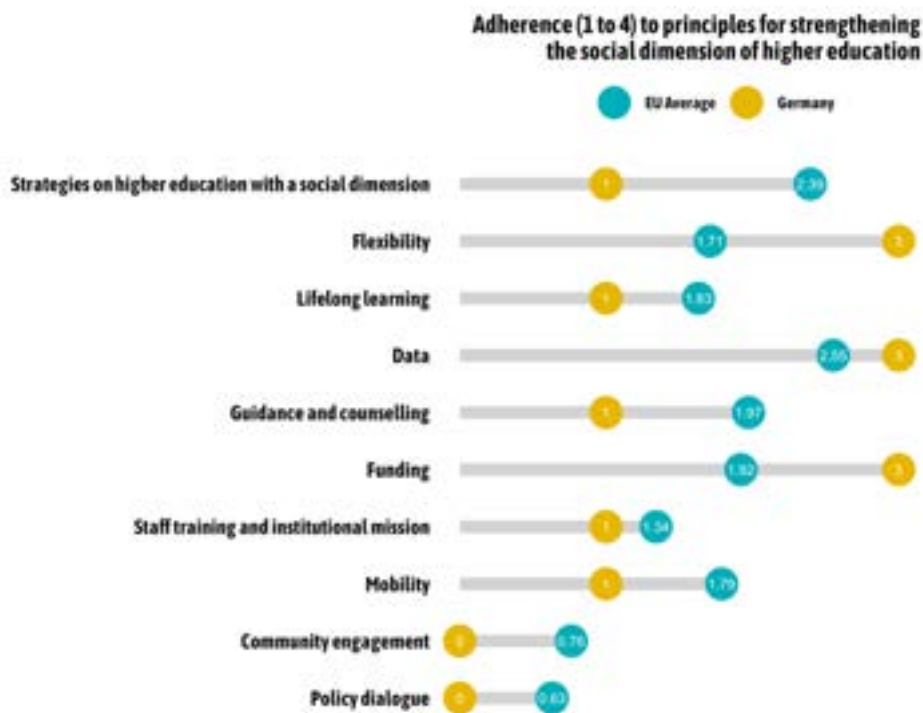 Adherence (1 to 4) to principles for strengthening
the social dimension of higher education
EU Average Germany
Strategies on higher education with a social dimension 1 2.39
Flexibility 1.71 3
Lifelong learning 1 1.63
Data 2.55 3
Guidance and counselling 1 1.97
Funding 1.92 3
Staff training and institutional mission 1 1.34
Mobility 1 1.79
Community engagement 0 0.76
Policy dialogue 0 0.63